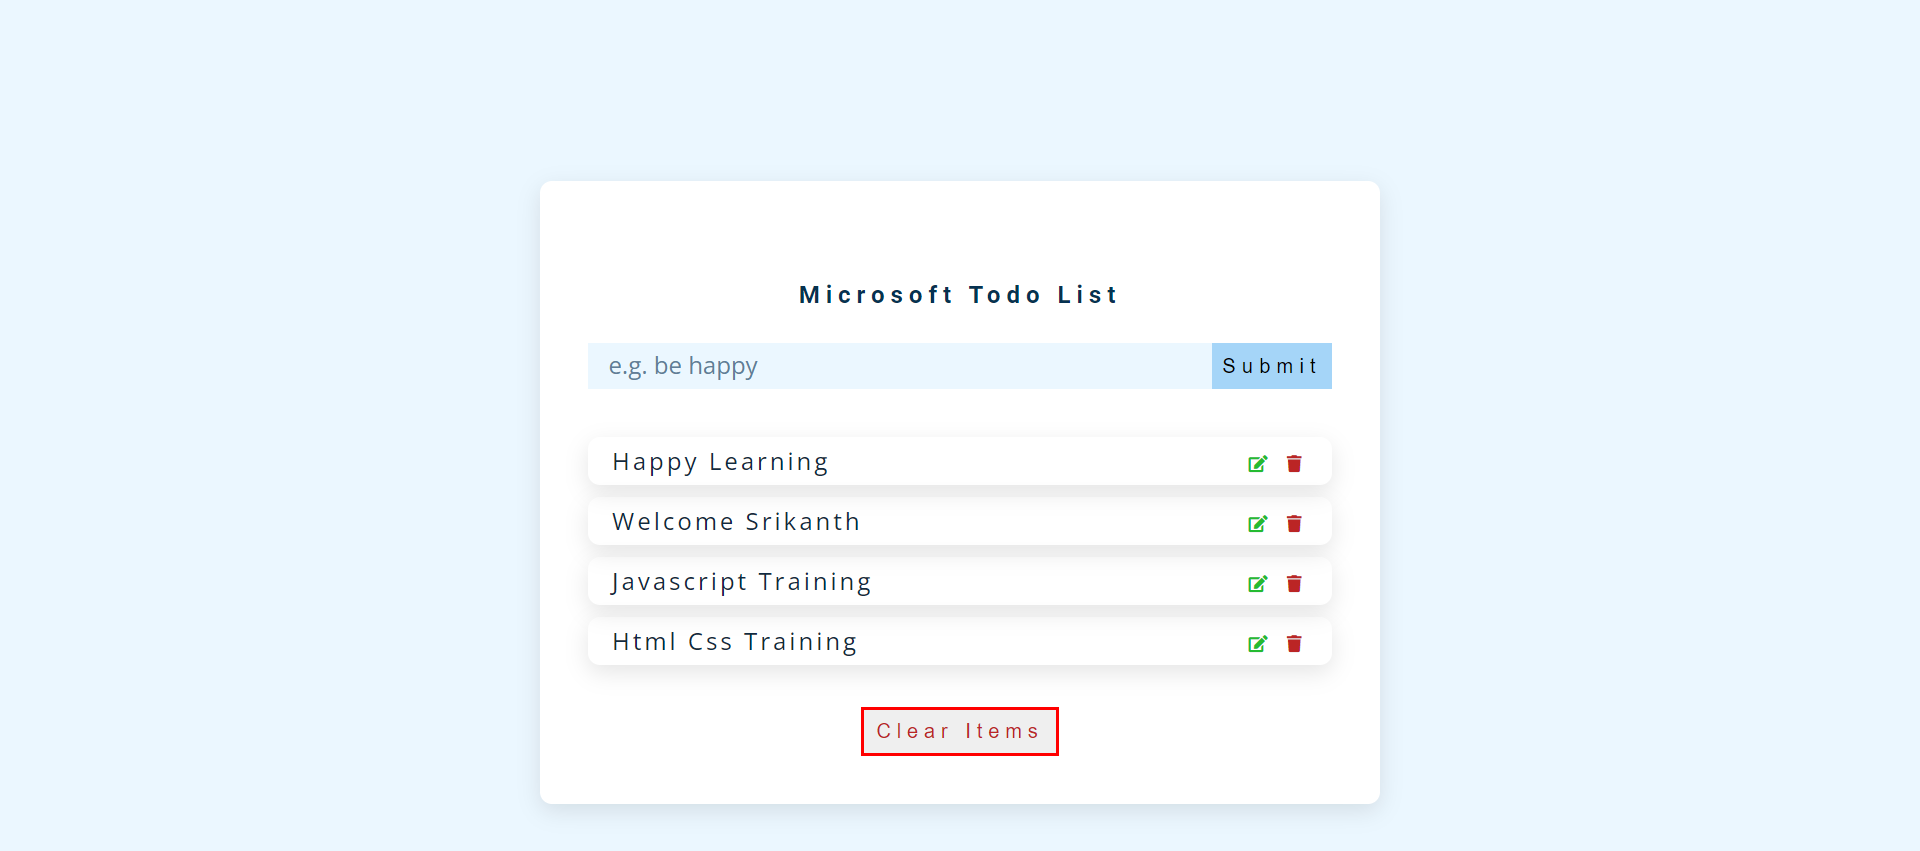 Microsoft Todo List
e.g. be happy
Submit
Happy Learning
Welcome Srikanth
Javascript Training
Html Css Training
Clear Items